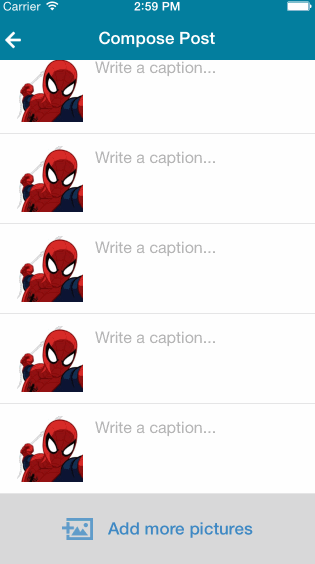 Carrier 2:59 PM
Compose Post
Write a caption...
Write a caption...
Write a caption...
Write a caption...
Write a caption...
Add more pictures